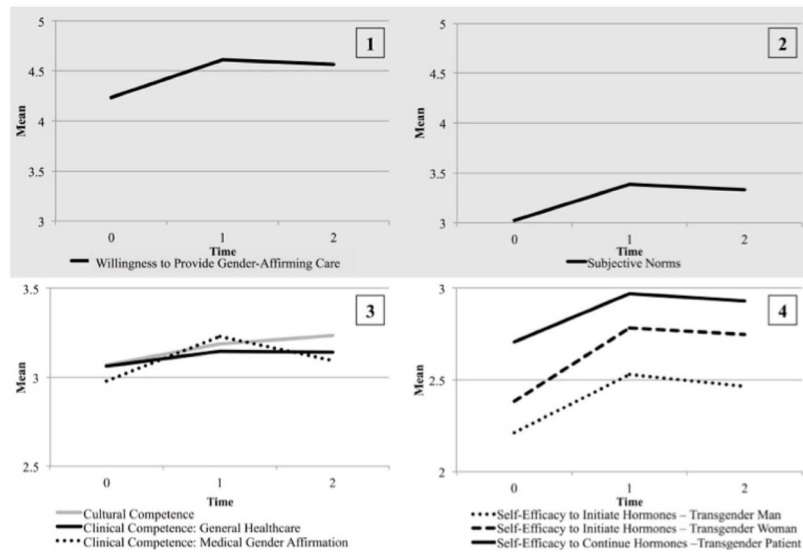 5
4.5
4
3.5
3
Mean
1
0 1 2
Time
Willingness to Provide Gender-Affirming Care
5
4.5
4
3.5
3
Mean
2
0 1 2
Time
Subjective Norms
3.5
3
2.5
Mean
3
0 1 2
Time
Cultural Competence
Clinical Competence: General Healthcare
Clinical Competence: Medical Gender Affirmation
3
2.5
2
Mean
4
0 1 2
Time
Self-Efficacy to Initiate Hormones – Transgender Man
Self-Efficacy to Initiate Hormones – Transgender Woman
Self-Efficacy to Continue Hormones –Transgender Patient